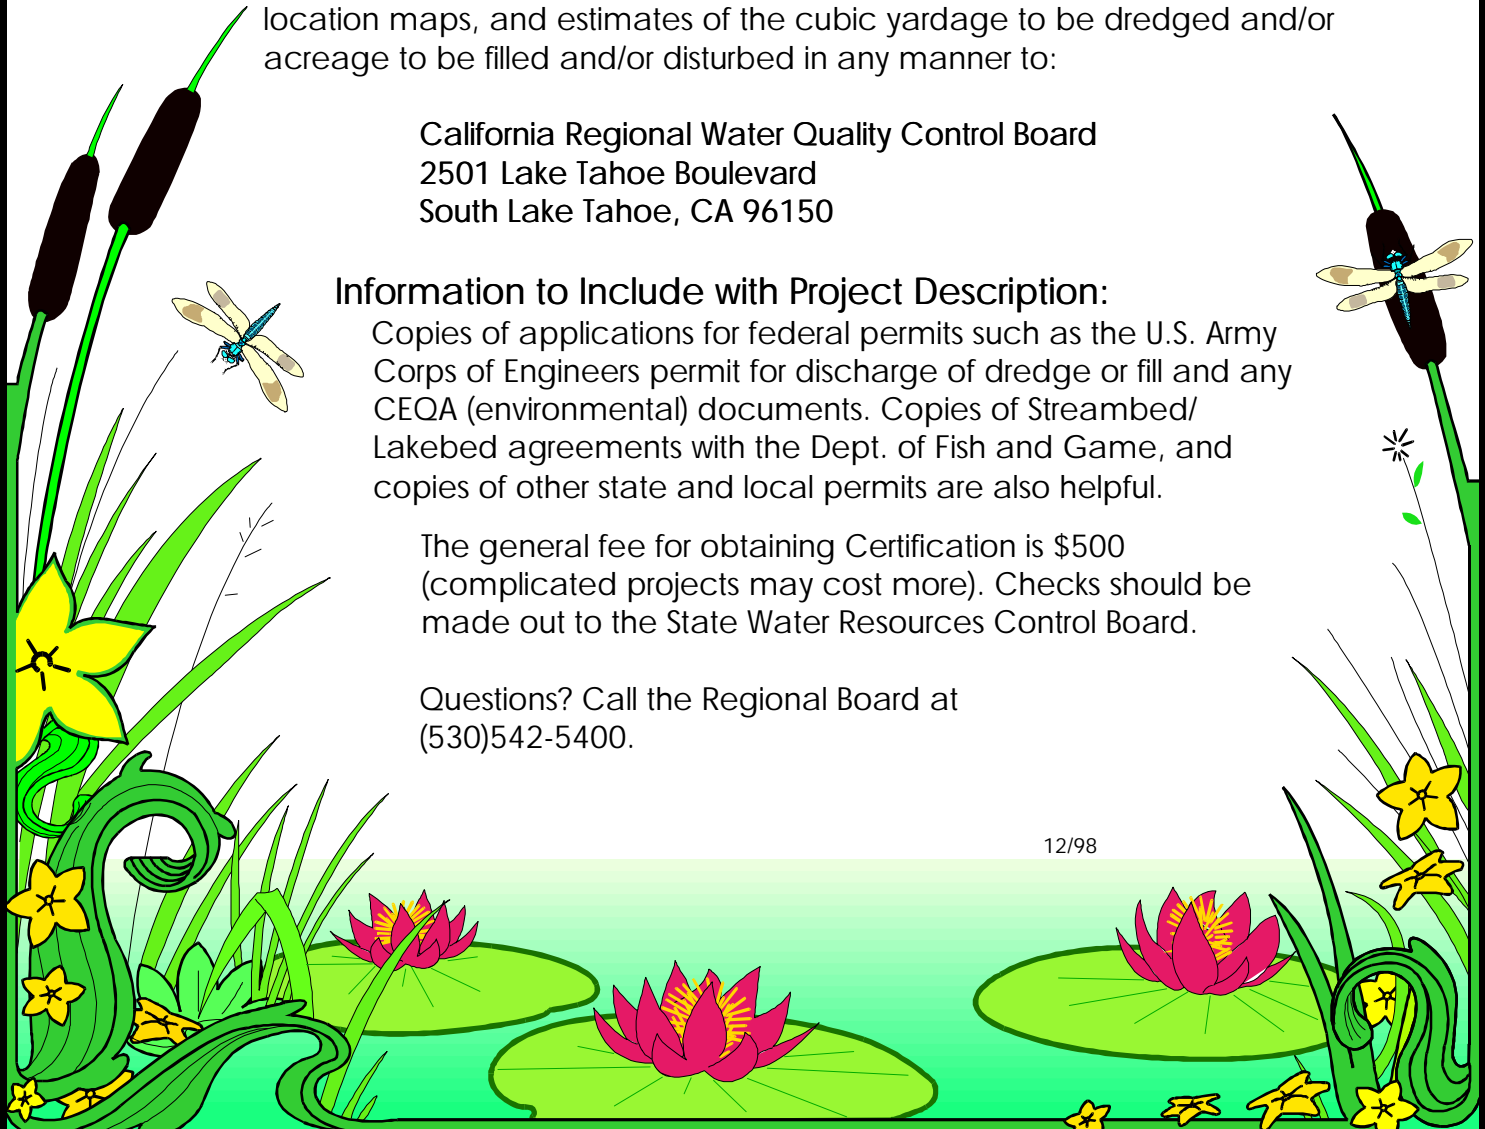 location maps, and estimates of the cubic yardage to be dredged and/or
acreage to be filled and/or disturbed in any manner to:
California Regional Water Quality Control Board
2501 Lake Tahoe Boulevard
South Lake Tahoe, CA 96150
Information to Include with Project Description:
Copies of applications for federal permits such as the U.S. Army
Corps of Engineers permit for discharge of dredge or fill and any
CEQA (environmental) documents. Copies of Streambed/
Lakebed agreements with the Dept. of Fish and Game, and
copies of other state and local permits are also helpful.
The general fee for obtaining Certification is $500
(complicated projects may cost more). Checks should be
made out to the State Water Resources Control Board.
Questions? Call the Regional Board at
(530)542-5400.
12/98